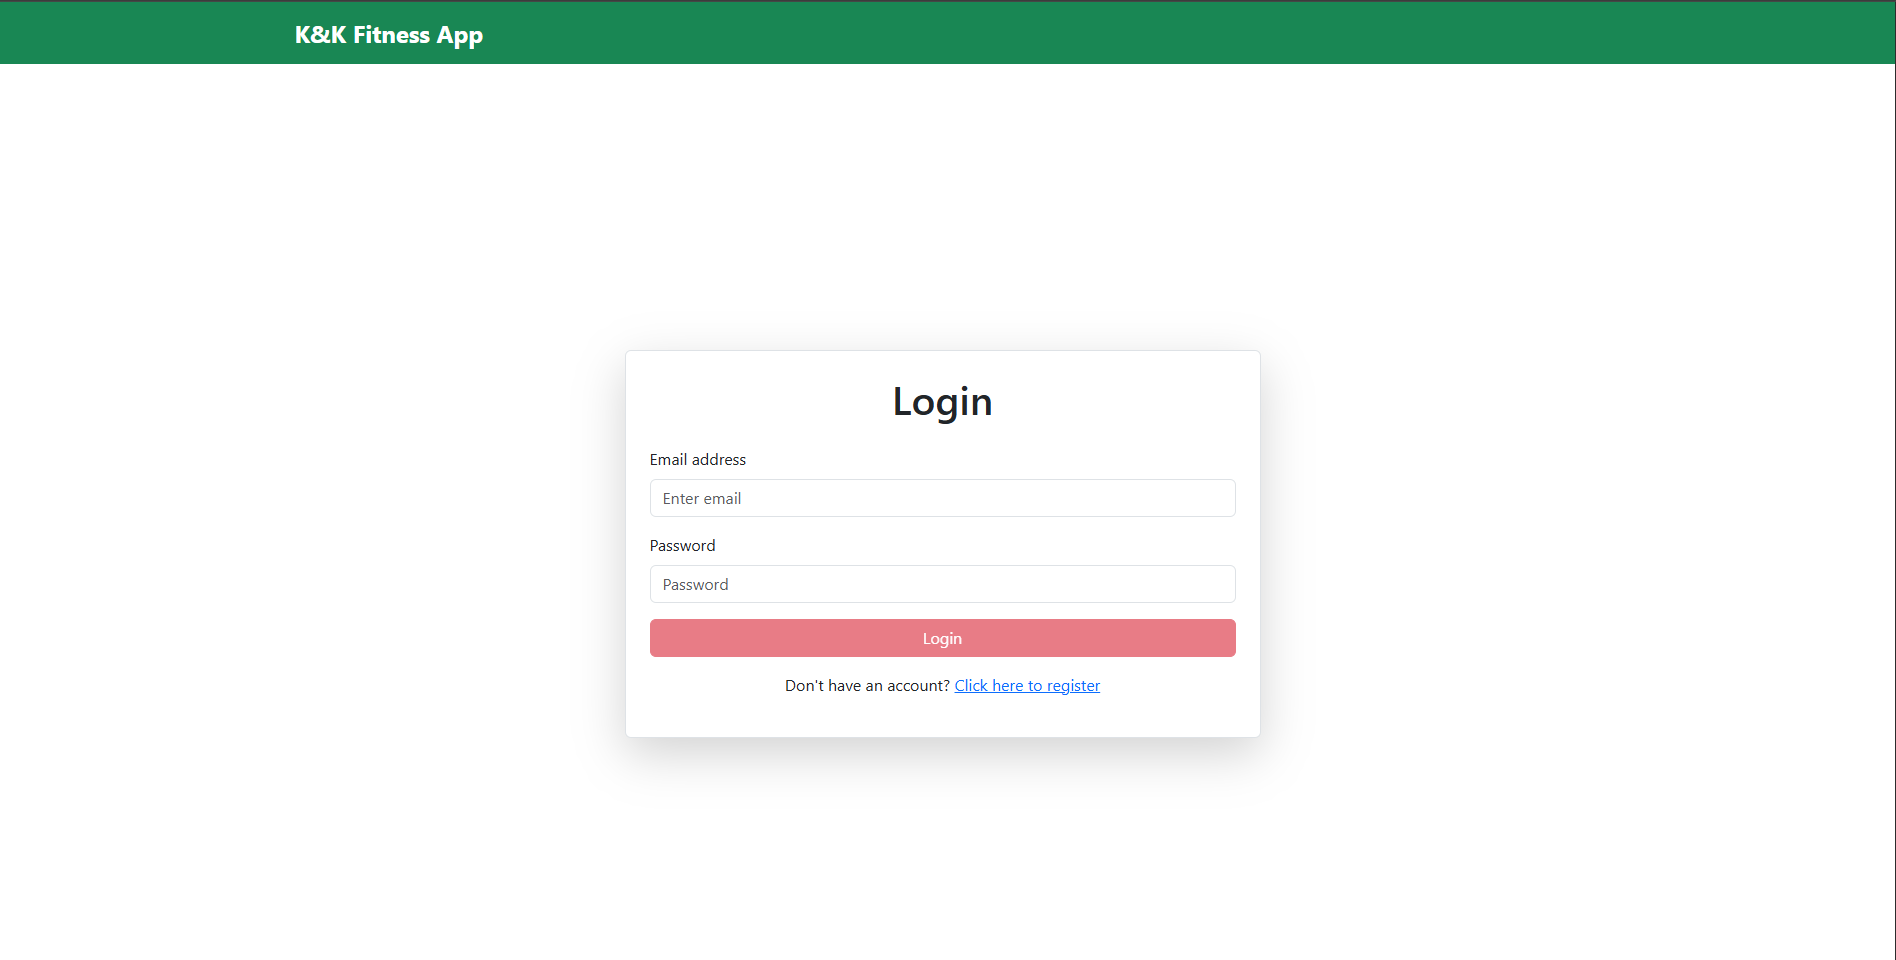 K&K Fitness App
Login
Email address
Enter email
Password
Password
Login
Don't have an account? Click here to register